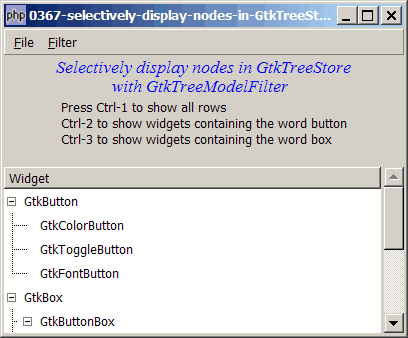 php 0367-selectively-display-nodes-in-GtkTreeSt...
File Filter
Selectively display nodes in GtkTreeStore
with GtkTreeModelFilter
Press Ctrl-1 to show all rows
Ctrl-2 to show widgets containing the word button
Ctrl-3 to show widgets containing the word box
Widget
GtkButton
GtkColorButton
GtkToggleButton
GtkFontButton
GtkBox
GtkButtonBox